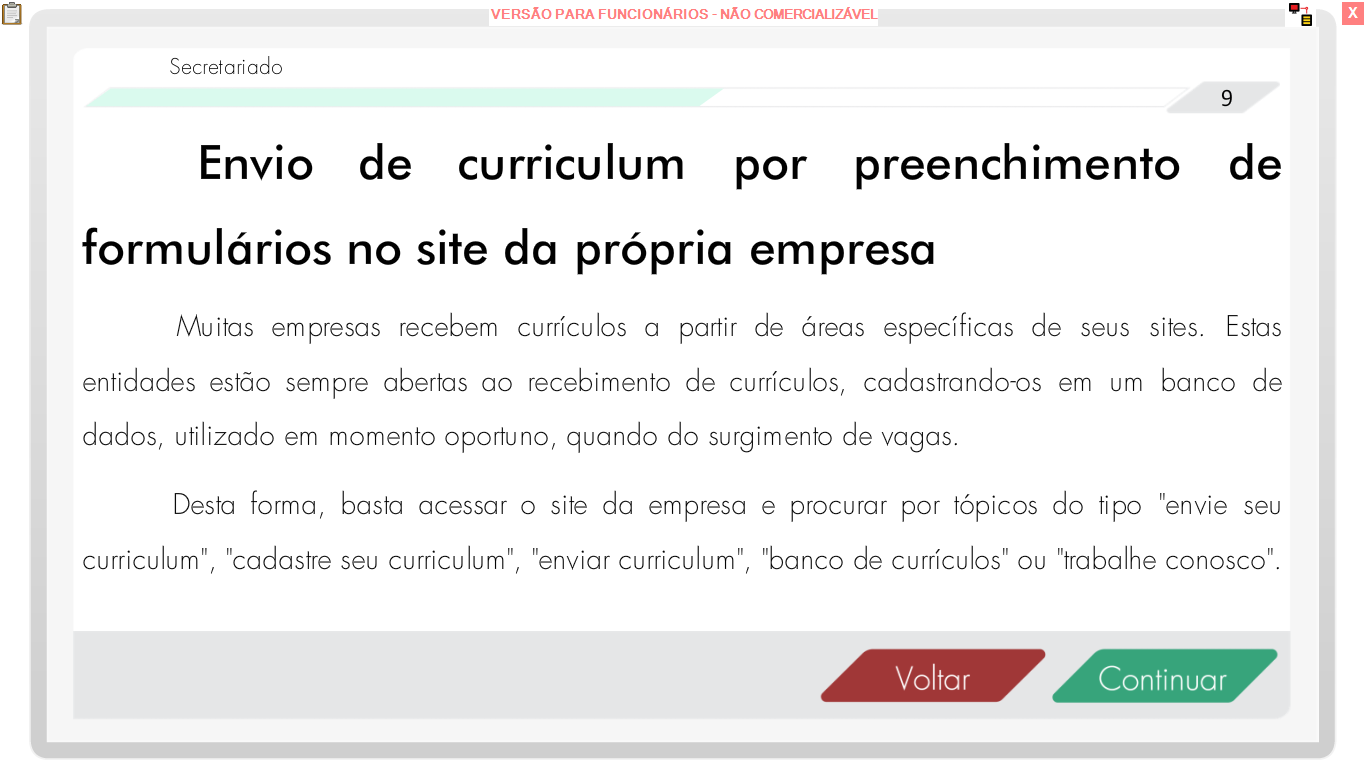 VERSÃO PARA FUNCIONÁRIOS - NÃO COMERCIALIZÁVEL
X
Secretariado
9
Envio de curriculum por preenchimento de
formulários no site da própria empresa
Muitas empresas recebem currículos a partir de áreas específicas de seus sites. Estas
entidades estão sempre abertas ao recebimento de currículos, cadastrando-os em um banco de
dados, utilizado em momento oportuno, quando do surgimento de vagas.
Desta forma, basta acessar o site da empresa e procurar por tópicos do tipo "envie seu
curriculum", "cadastre seu curriculum", "enviar curriculum", "banco de currículos" ou "trabalhe conosco".
Voltar
Continuar